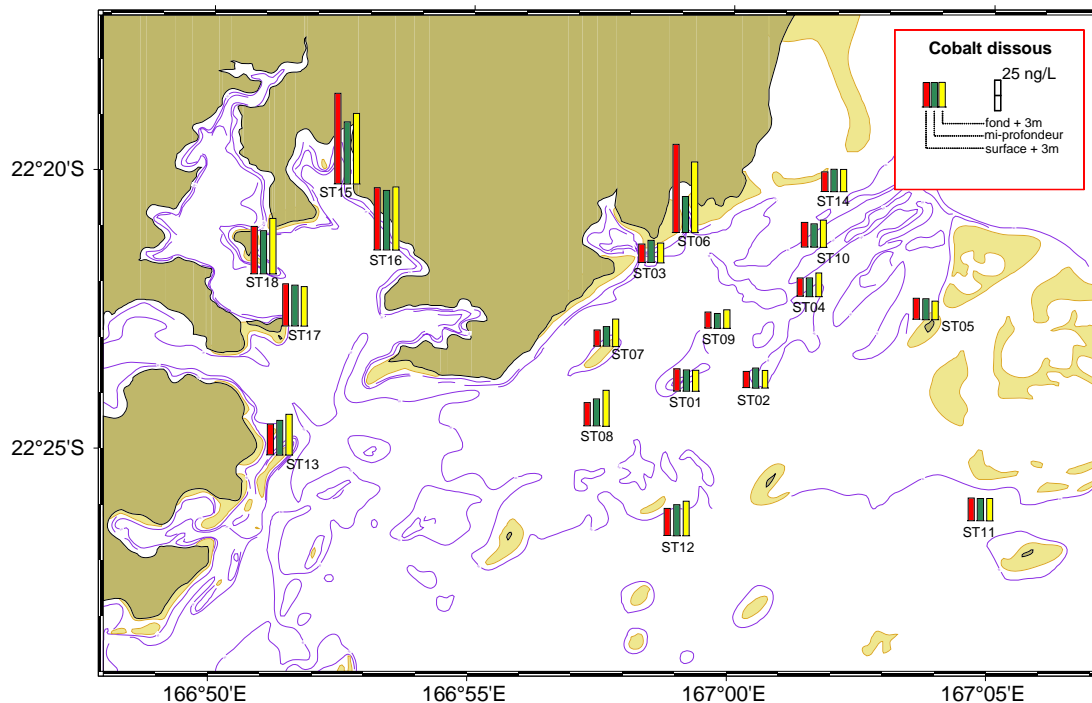 Cobalt dissous
25 ng/L
fond + 3m
mi-profondeur
surface + 3m
22°20'S
22°25'S
ST15
ST16
ST14
ST06
ST10
ST03
ST18
ST04
ST17
ST05
ST09
ST07
ST01
ST02
ST08
ST13
ST11
ST12
166°50'E
166°55'E
167°00'E
167°05'E